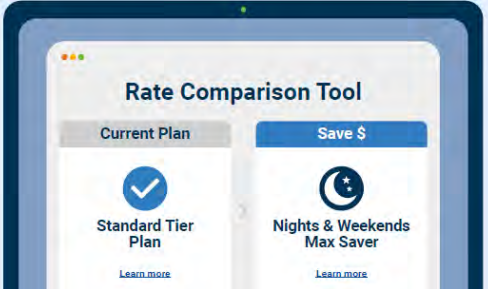 Rate Comparison Tool
Current Plan
Save $
Standard Tier
Plan
Nights & Weekends
Max Saver
Learn more
Learn more